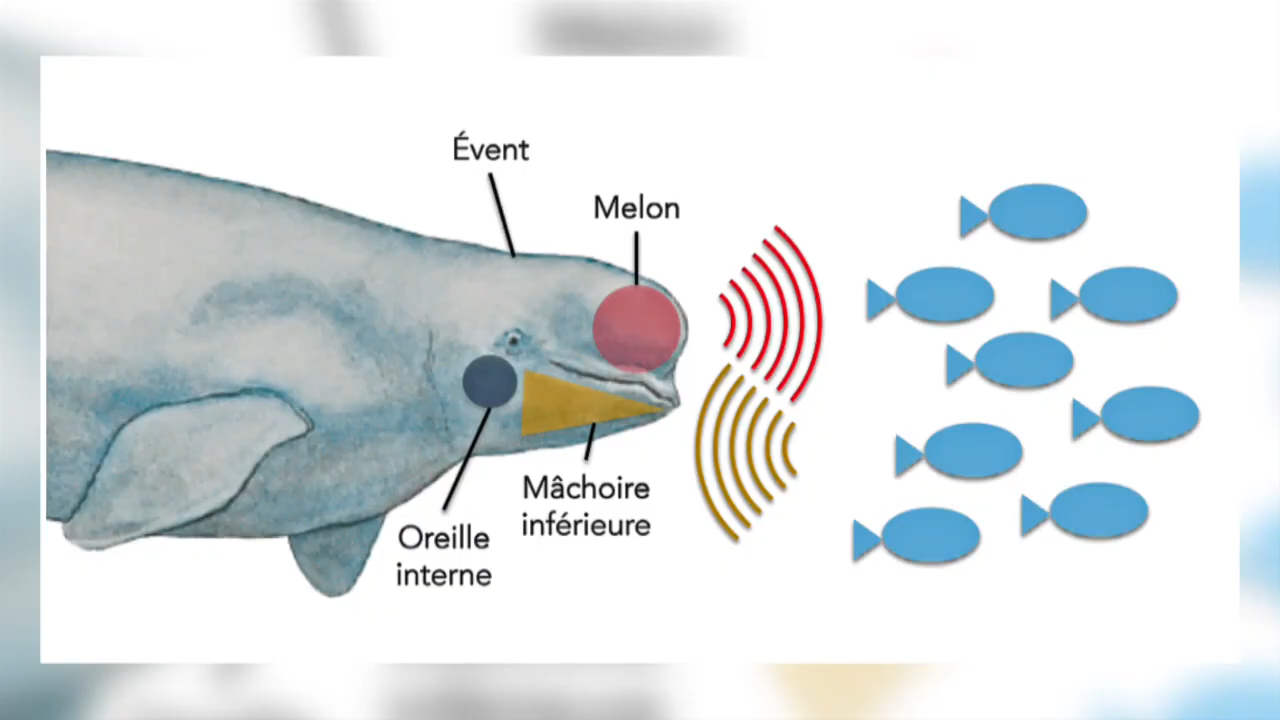 Évent
Melon
Mâchoire
inférieure
Oreille
interne